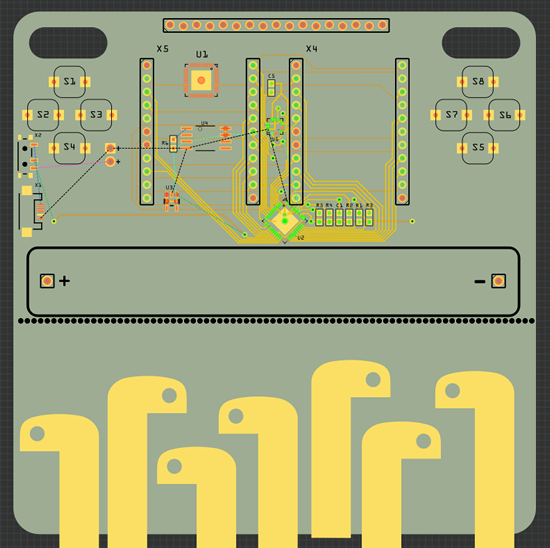 X5 U1 X4
S1 S8
S2 S3 S7 S6
S4 S5
X2
C5
U4
R6
U3
R5 R4 C1 R2 R1 R3
U2
+ −
+
+